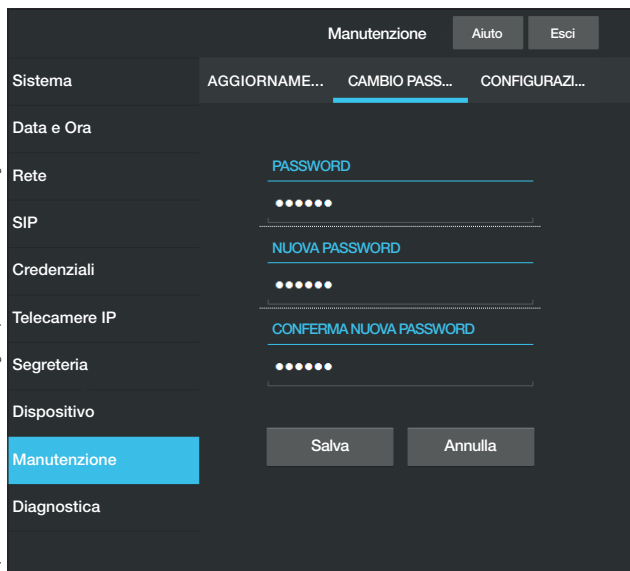 Manutenzione Aiuto Esci
AGGIORNAME... CAMBIO PASS... CONFIGURAZI...
Sistema
Data e Ora
Rete
SIP
Credenziali
Telecamere IP
Segreteria
Dispositivo
Manutenzione
Diagnostica
PASSWORD
●●●●●●
NUOVA PASSWORD
●●●●●●
CONFERMA NUOVA PASSWORD
●●●●●●
Salva Annulla